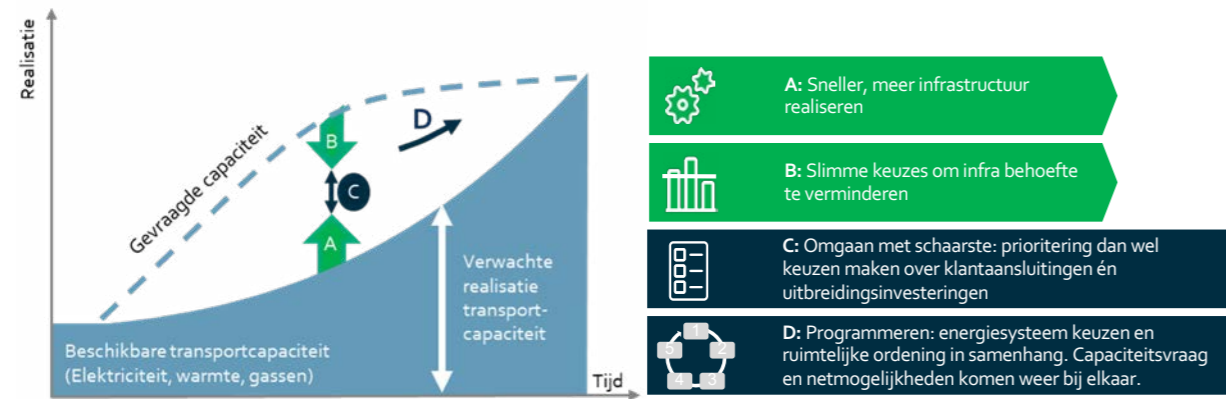 Realisatie
Gevraagde capaciteit
B
C
A
D
Verwachte
realisatie
transport-
capaciteit
Beschikbare transportcapaciteit
(Elektriciteit, warmte, gassen)
Tijd
A: Sneller, meer infrastructuur
realiseren
B: Slimme keuzes om infra behoefte
te verminderen
C: Omgaan met schaarste: prioritering dan wel
keuzen maken over klantaansluitingen én
uitbreidingsinvesteringen
1
2
3
4
5
D: Programmeren: energiesysteem keuzen en
ruimtelijke ordening in samenhang. Capaciteitsvraag
en netmogelijkheden komen weer bij elkaar.